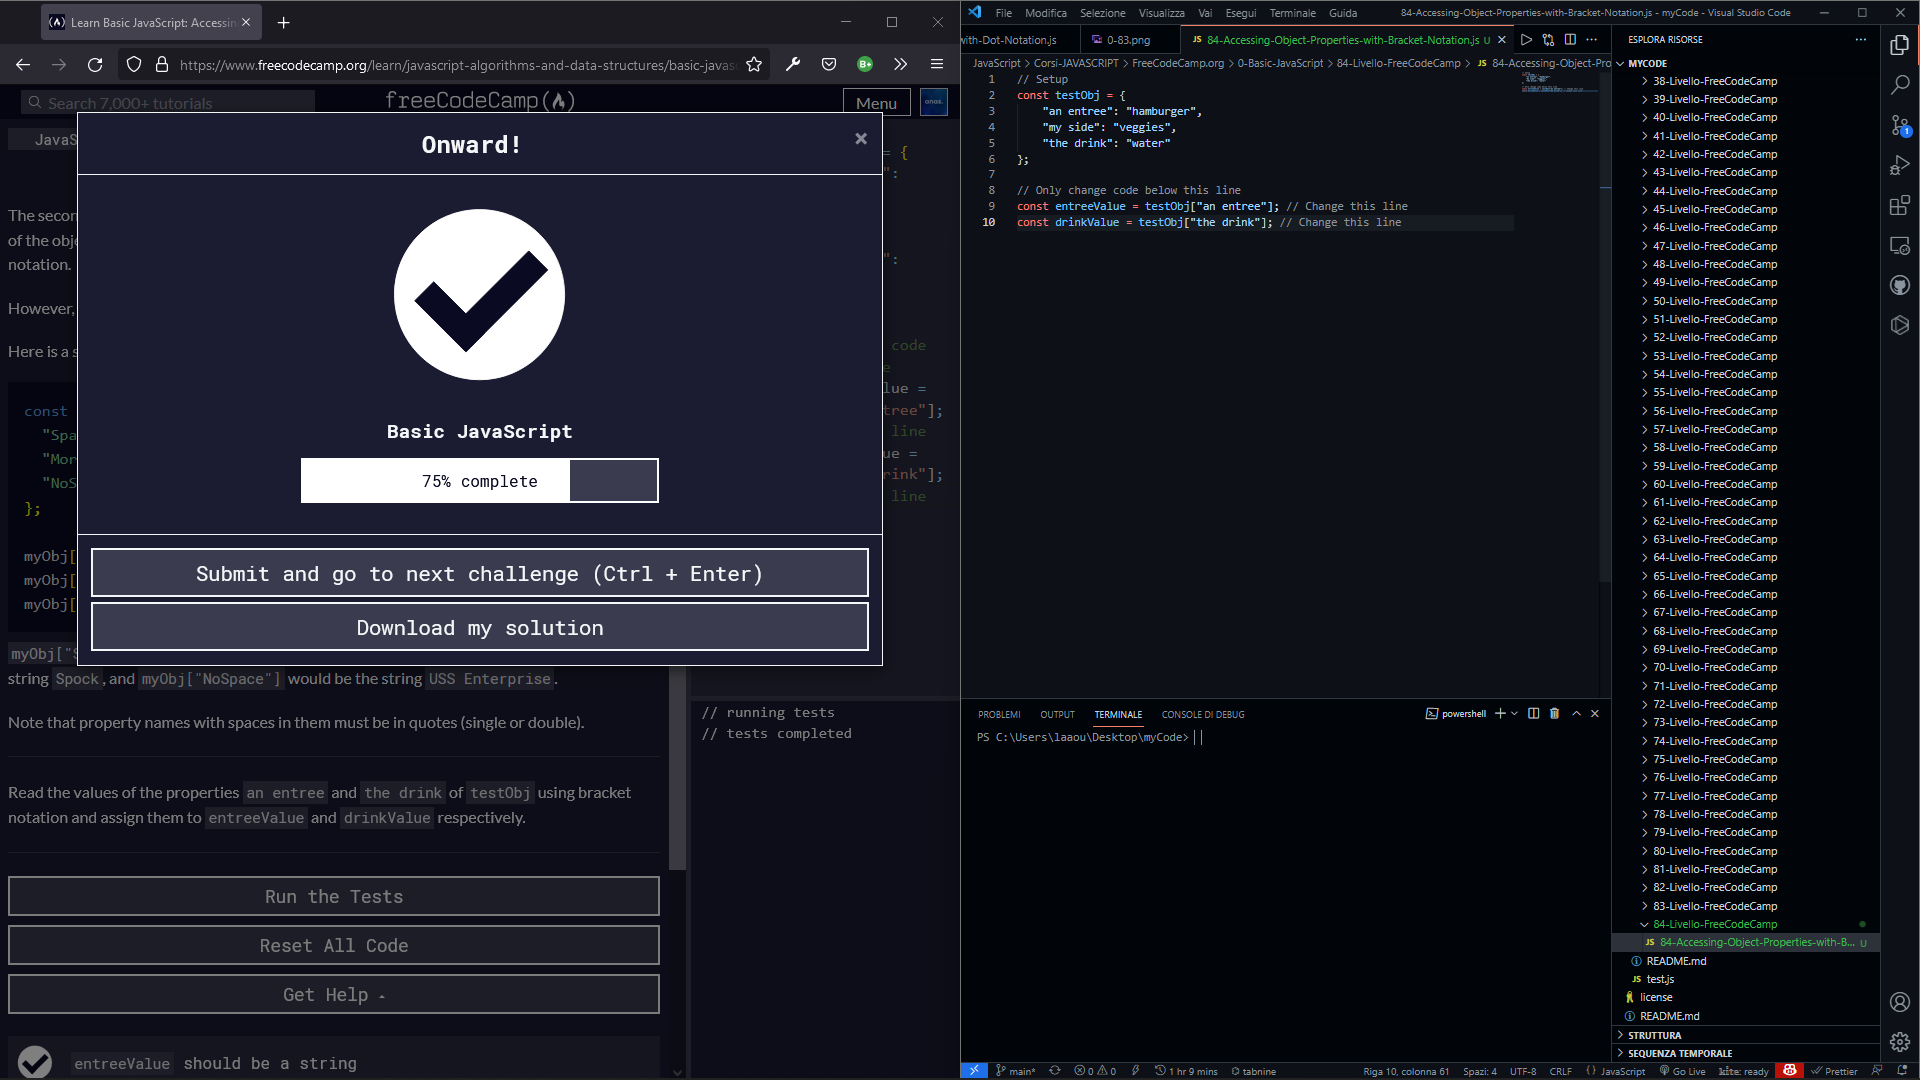 Learn Basic JavaScript: Accessin
https://www.freecodecamp.org/learn/javascript-algorithms-and-data-structures/basic-javas
Search 7,000+ tutorials
freeCodeCamp
Menu
JavaS
Onward!
Basic JavaScript
75% complete
Submit and go to next challenge (Ctrl + Enter)
Download my solution
The secon
of the obje
notation.
However,
Here is a s
const
"Spa
"Mor
"NoS
};
myObj[
myObj[
myObj[
myObj["S
string Spock, and myObj["NoSpace"] would be the string USS Enterprise.
Note that property names with spaces in them must be in quotes (single or double).
Read the values of the properties an entree and the drink of testObj using bracket
notation and assign them to entreeValue and drinkValue respectively.
Run the Tests
Reset All Code
Get Help
entreeValue should be a string
= {
":
":
code
lue =
tree"];
line
ue =
rink"];
line
// running tests
// tests completed
File Modifica Selezione Visualizza Vai Esegui Terminale Guida
84-Accessing-Object-Properties-with-Bracket-Notation.js - myCode - Visual Studio Code
with-Dot-Notation.js
0-83.png
JS 84-Accessing-Object-Properties-with-Bracket-Notation.js U
JavaScript > Corsi-JAVASCRIPT > FreeCodeCamp.org > 0-Basic-JavaScript > 84-Livello-FreeCodeCamp > JS 84-Accessing-Object-Pro
1 // Setup
2 const testObj = {
3 "an entree": "hamburger",
4 "my side": "veggies",
5 "the drink": "water"
6 };
7
8 // Only change code below this line
9 const entreeValue = testObj["an entree"]; // Change this line
10 const drinkValue = testObj["the drink"]; // Change this line
PROBLEMI OUTPUT TERMINALE CONSOLE DI DEBUG
powershell
PS C:\Users\laaou\Desktop\myCode>
ESPLORA RISORSE
MYCODE
38-Livello-FreeCodeCamp
39-Livello-FreeCodeCamp
40-Livello-FreeCodeCamp
41-Livello-FreeCodeCamp
42-Livello-FreeCodeCamp
43-Livello-FreeCodeCamp
44-Livello-FreeCodeCamp
45-Livello-FreeCodeCamp
46-Livello-FreeCodeCamp
47-Livello-FreeCodeCamp
48-Livello-FreeCodeCamp
49-Livello-FreeCodeCamp
50-Livello-FreeCodeCamp
51-Livello-FreeCodeCamp
52-Livello-FreeCodeCamp
53-Livello-FreeCodeCamp
54-Livello-FreeCodeCamp
55-Livello-FreeCodeCamp
56-Livello-FreeCodeCamp
57-Livello-FreeCodeCamp
58-Livello-FreeCodeCamp
59-Livello-FreeCodeCamp
60-Livello-FreeCodeCamp
61-Livello-FreeCodeCamp
62-Livello-FreeCodeCamp
63-Livello-FreeCodeCamp
64-Livello-FreeCodeCamp
65-Livello-FreeCodeCamp
66-Livello-FreeCodeCamp
67-Livello-FreeCodeCamp
68-Livello-FreeCodeCamp
69-Livello-FreeCodeCamp
70-Livello-FreeCodeCamp
71-Livello-FreeCodeCamp
72-Livello-FreeCodeCamp
73-Livello-FreeCodeCamp
74-Livello-FreeCodeCamp
75-Livello-FreeCodeCamp
76-Livello-FreeCodeCamp
77-Livello-FreeCodeCamp
78-Livello-FreeCodeCamp
79-Livello-FreeCodeCamp
80-Livello-FreeCodeCamp
81-Livello-FreeCodeCamp
82-Livello-FreeCodeCamp
83-Livello-FreeCodeCamp
84-Livello-FreeCodeCamp
JS 84-Accessing-Object-Properties-with-B... U
README.md
JS test.js
license
README.md
STRUTTURA
SEQUENZA TEMPORALE
1
main* 0 0 1 hr 9 mins tabnine
Riga 10, colonna 61 Spazi: 4 UTF-8 CRLF JavaScript Go Live kite: ready Prettier